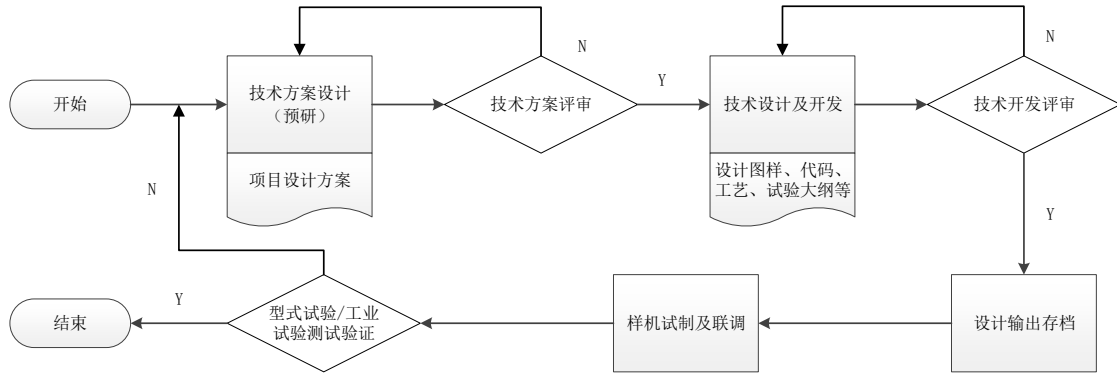 N
N
开始
技术方案设计
（预研）
技术方案评审
Y
技术设计及开发
技术开发评审
项目设计方案
设计图样、代码、
工艺、试验大纲等
N
Y
结束
Y
型式试验/工业
试验测试验证
样机试制及联调
设计输出存档